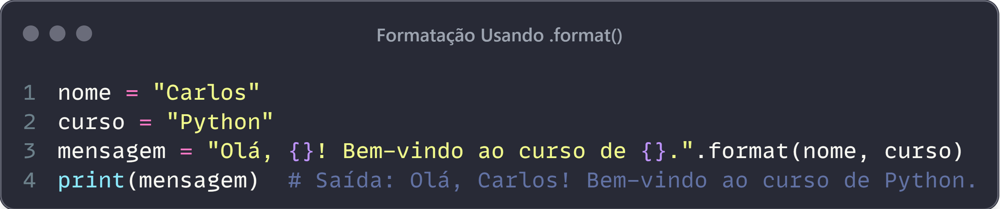 Formatação Usando .format()
1 nome = "Carlos"
2 curso = "Python"
3 mensagem = "Olá, {}! Bem-vindo ao curso de {}.".format(nome, curso)
4 print(mensagem)  # Saída: Olá, Carlos! Bem-vindo ao curso de Python.